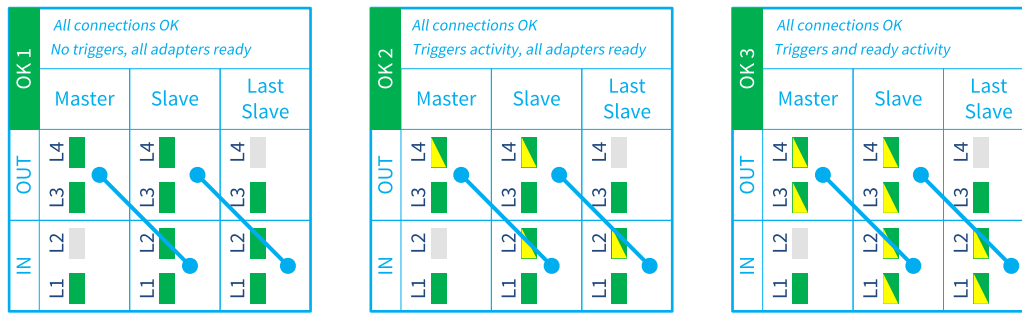 OK 1
All connections OK
No triggers, all adapters ready
Master
Slave
Last
Slave
OUT
L4
L4
L4
L3
L3
L3
IN
L2
L2
L2
L1
L1
L1
OK 2
All connections OK
Triggers activity, all adapters ready
Master
Slave
Last
Slave
OUT
L4
L4
L4
L3
L3
L3
IN
L2
L2
L2
L1
L1
L1
OK 3
All connections OK
Triggers and ready activity
Master
Slave
Last
Slave
OUT
L4
L4
L4
L3
L3
L3
IN
L2
L2
L2
L1
L1
L1